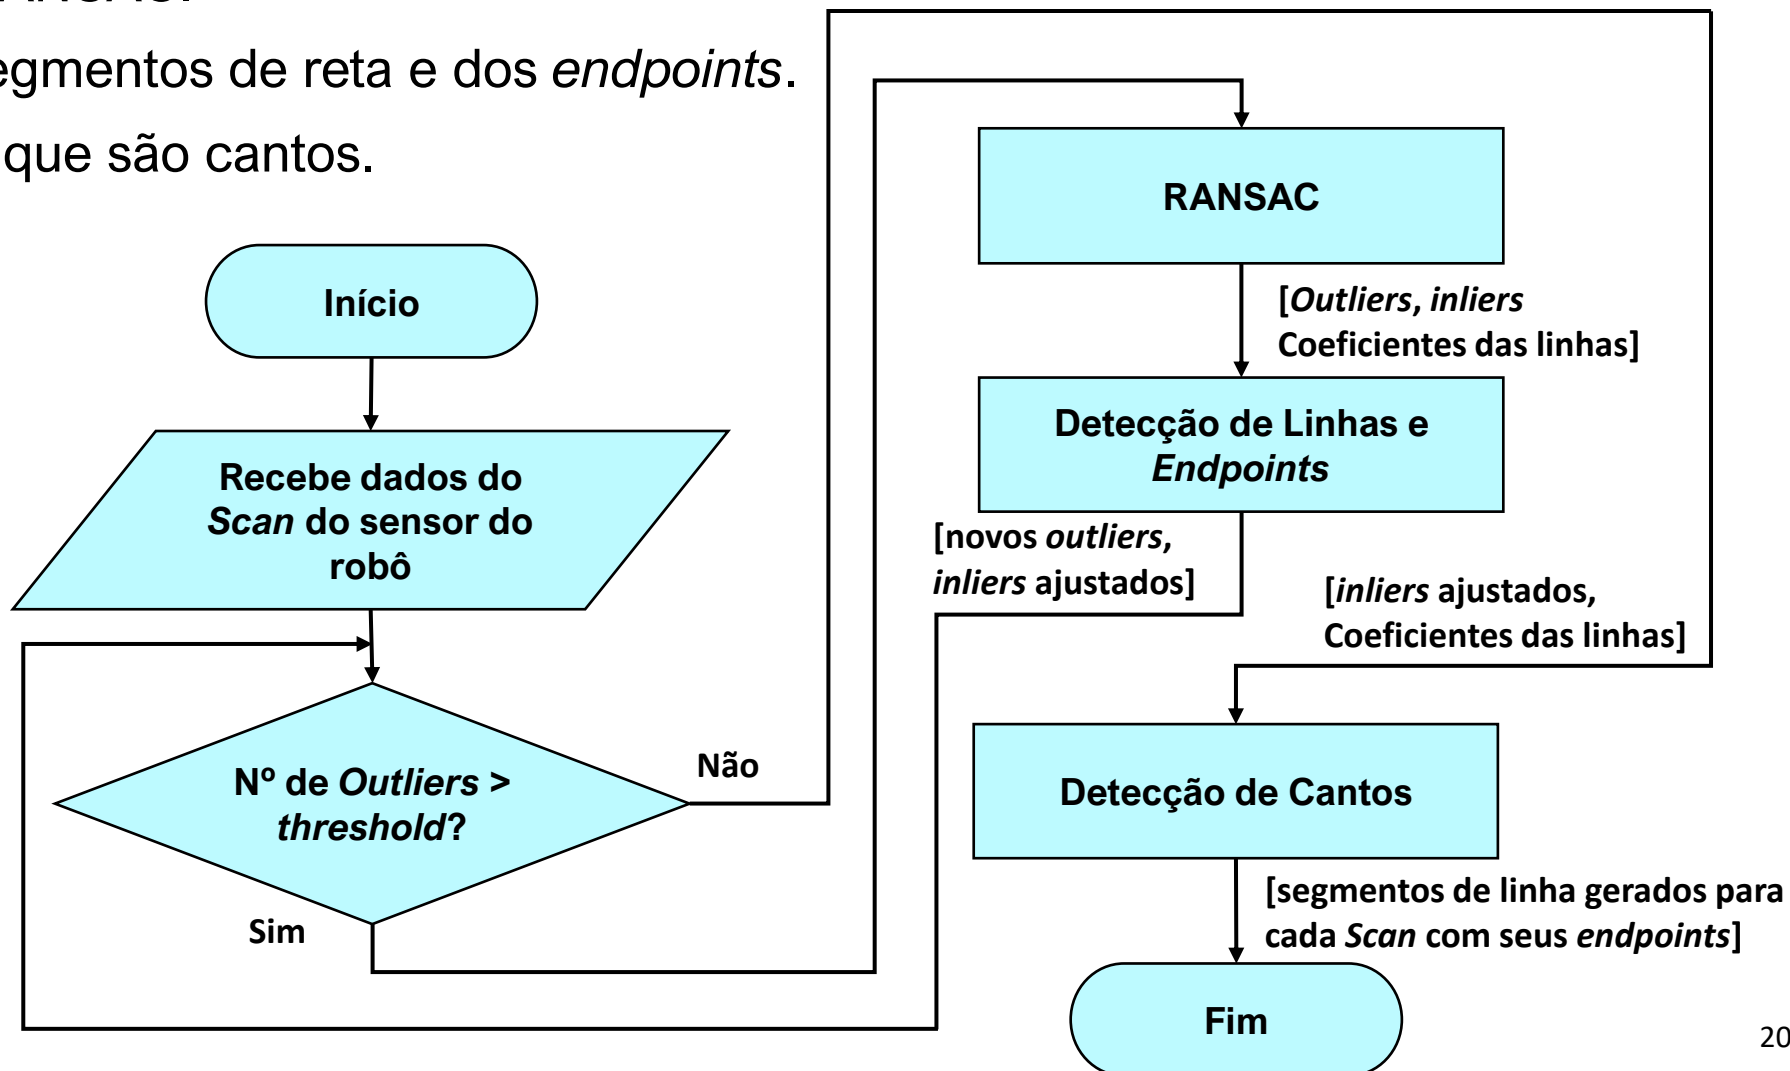 egmentos de reta e dos endpoints.
que são cantos.
Início
Recebe dados do
Scan do sensor do
robô
Nº de Outliers >
threshold?
Não
Sim
RANSAC
[Outliers, inliers
Coeficientes das linhas]
Detecção de Linhas e
Endpoints
[novos outliers,
inliers ajustados]
[inliers ajustados,
Coeficientes das linhas]
Detecção de Cantos
[segmentos de linha gerados para
cada Scan com seus endpoints]
Fim
20